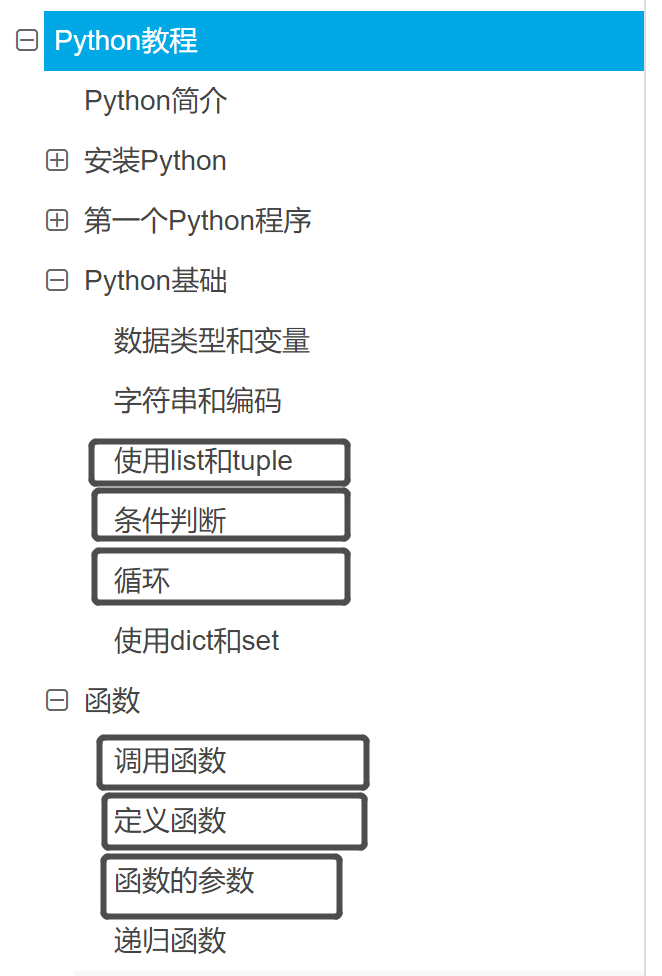 Python教程
Python简介
安装Python
第一个Python程序
Python基础
数据类型和变量
字符串和编码
使用list和tuple
条件判断
循环
使用dict和set
函数
调用函数
定义函数
函数的参数
递归函数